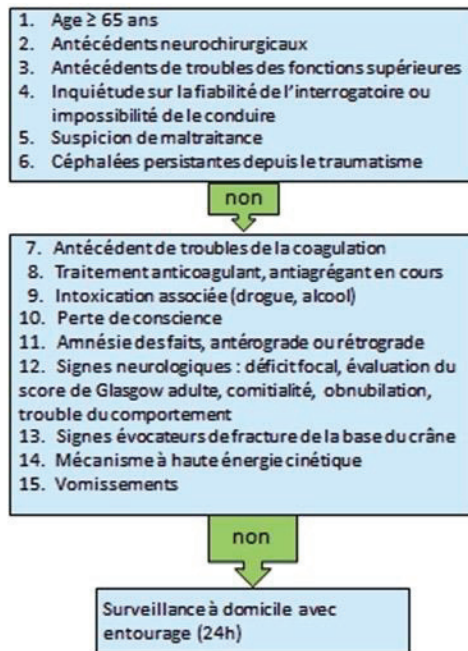 1. Age ≥ 65 ans
2. Antécédents neurochirurgicaux
3. Antécédents de troubles des fonctions supérieures
4. Inquiétude sur la fiabilité de l'interrogatoire ou
impossibilité de le conduire
5. Suspicion de maltraitance
6. Céphalées persistantes depuis le traumatisme
non
7. Antécédent de troubles de la coagulation
8. Traitement anticoagulant, antiagrégant en cours
9. Intoxication associée (drogue, alcool)
10. Perte de conscience
11. Amnésie des faits, antérograde ou rétrograde
12. Signes neurologiques : déficit focal, évaluation du
score de Glasgow adulte, comitialité, obnubilation,
trouble du comportement
13. Signes évocateurs de fracture de la base du crâne
14. Mécanisme à haute énergie cinétique
15. Vomissements
non
Surveillance à domicile avec
entourage (24h)